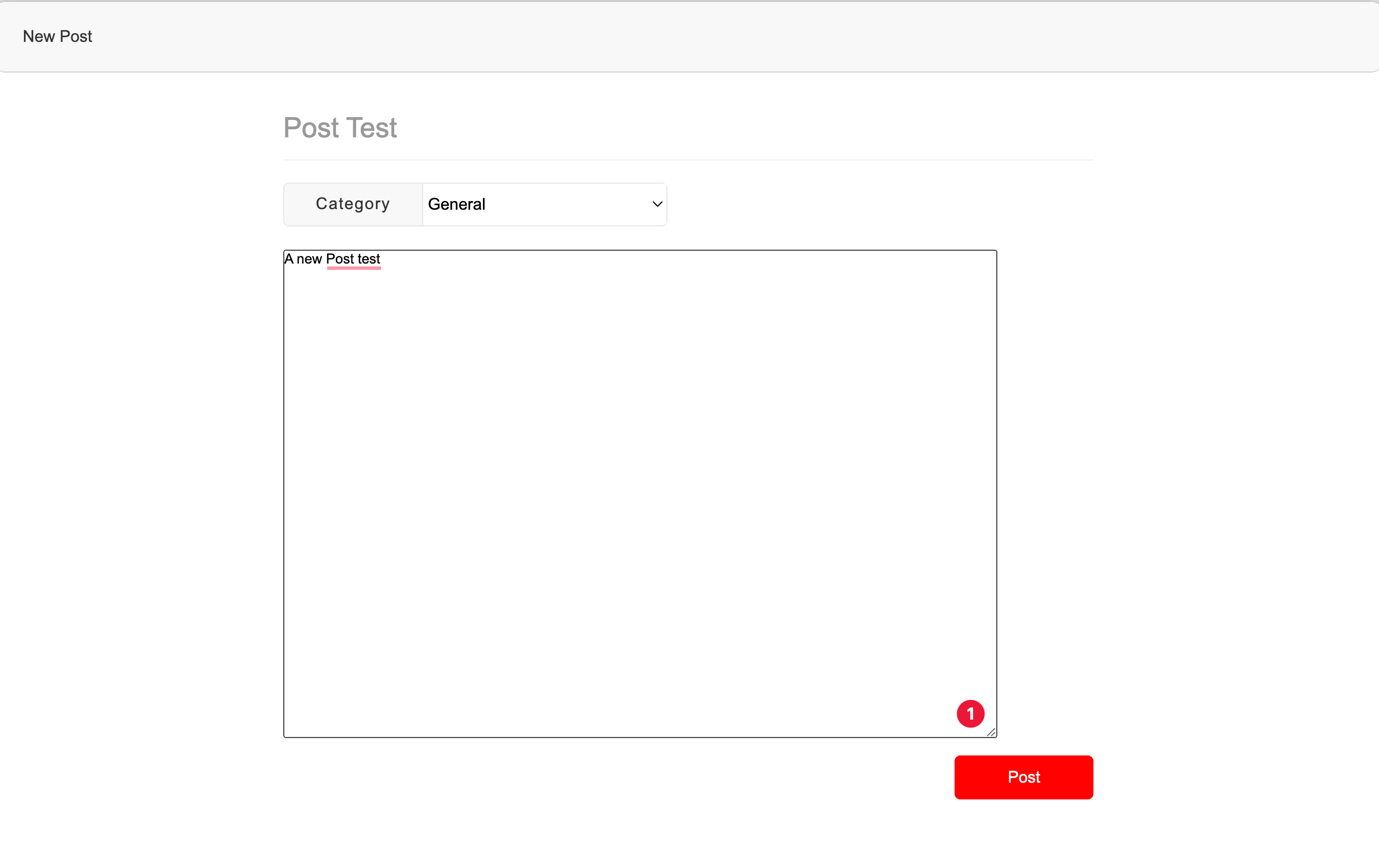 New Post
Post Test
Category
General
A new Post test
1
Post